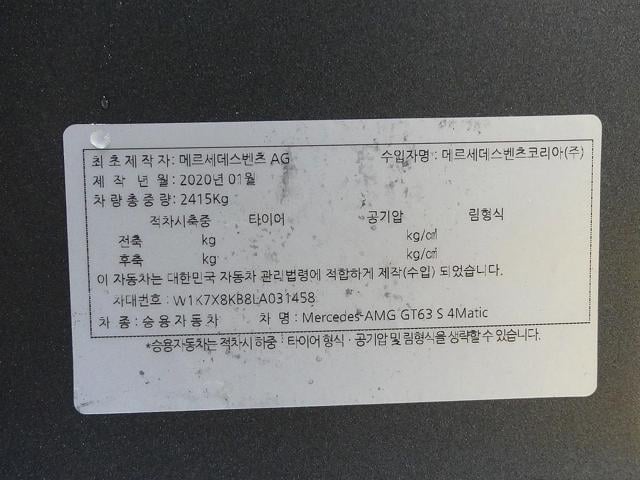 최초제작자: 메르세데스벤츠 AG 수입자명: 메르세데스벤츠코리아(주)
제 작 년 월: 2020년 01월
차량총중량: 2415Kg
적차시축중 타이어 공기압 림형식
전축 kg kg/㎠
후축 kg kg/㎠
이 자동차는 대한민국 자동차 관리법령에 적합하게 제작(수입) 되었습니다.
차대번호: W1K7X8KB8LA031458
차 종: 승용자동차 차 명: Mercedes-AMG GT63 S 4Matic
*승용자동차는 적차시 하중·타이어 형식·공기압 및 림형식을 생략할 수 있습니다.